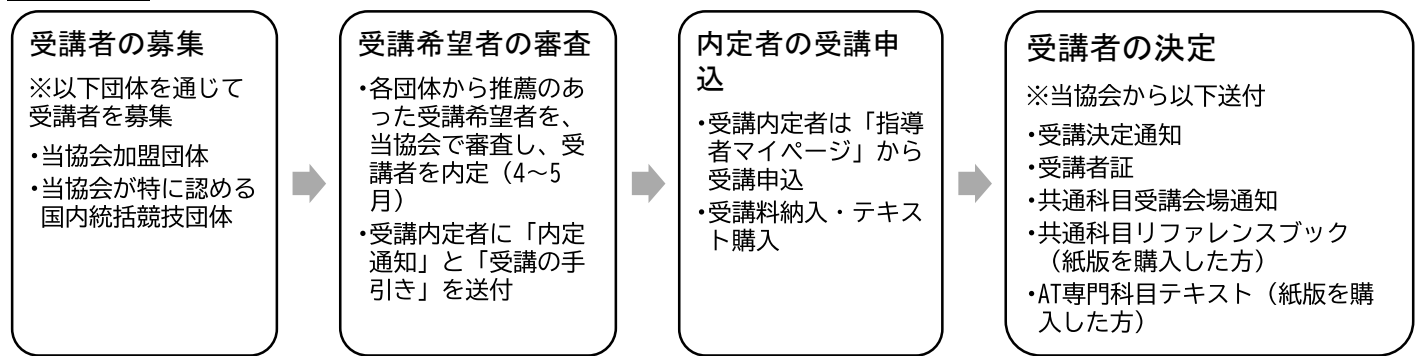 受講者の募集
※以下団体を通じて
受講者を募集
・当協会加盟団体
・当協会が特に認める
国内統括競技団体
受講希望者の審査
・各団体から推薦のあ
った受講希望者を、
当協会で審査し、受
講者を内定（4～5
月）
・受講内定者に「内定
通知」と「受講の手
引き」を送付
内定者の受講申
込
・受講内定者は「指導
者マイページ」から
受講申込
・受講料納入・テキス
ト購入
受講者の決定
※当協会から以下送付
・受講決定通知
・受講者証
・共通科目受講会場通知
・共通科目リファレンスブック
（紙版を購入した方）
・AT専門科目テキスト（紙版を購
入した方）